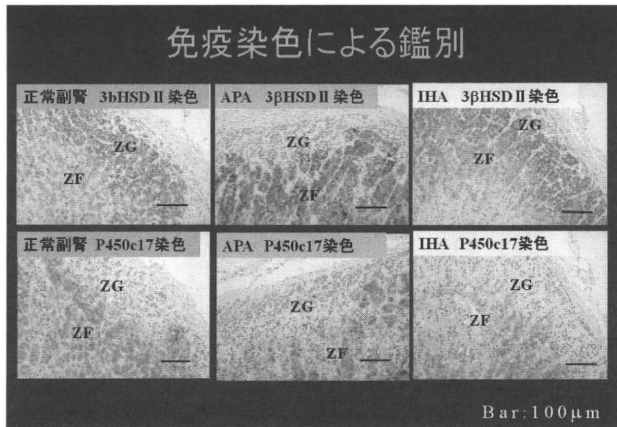 免疫染色による鑑別
正常副腎 3bHSDⅡ染色
ZG
ZF
APA 3βHSDⅡ染色
ZG
ZF
IHA 3βHSDⅡ染色
ZG
ZF
正常副腎 P450c17染色
ZG
ZF
APA P450c17染色
ZG
ZF
IHA P450c17染色
ZG
ZF
Bar:100μm